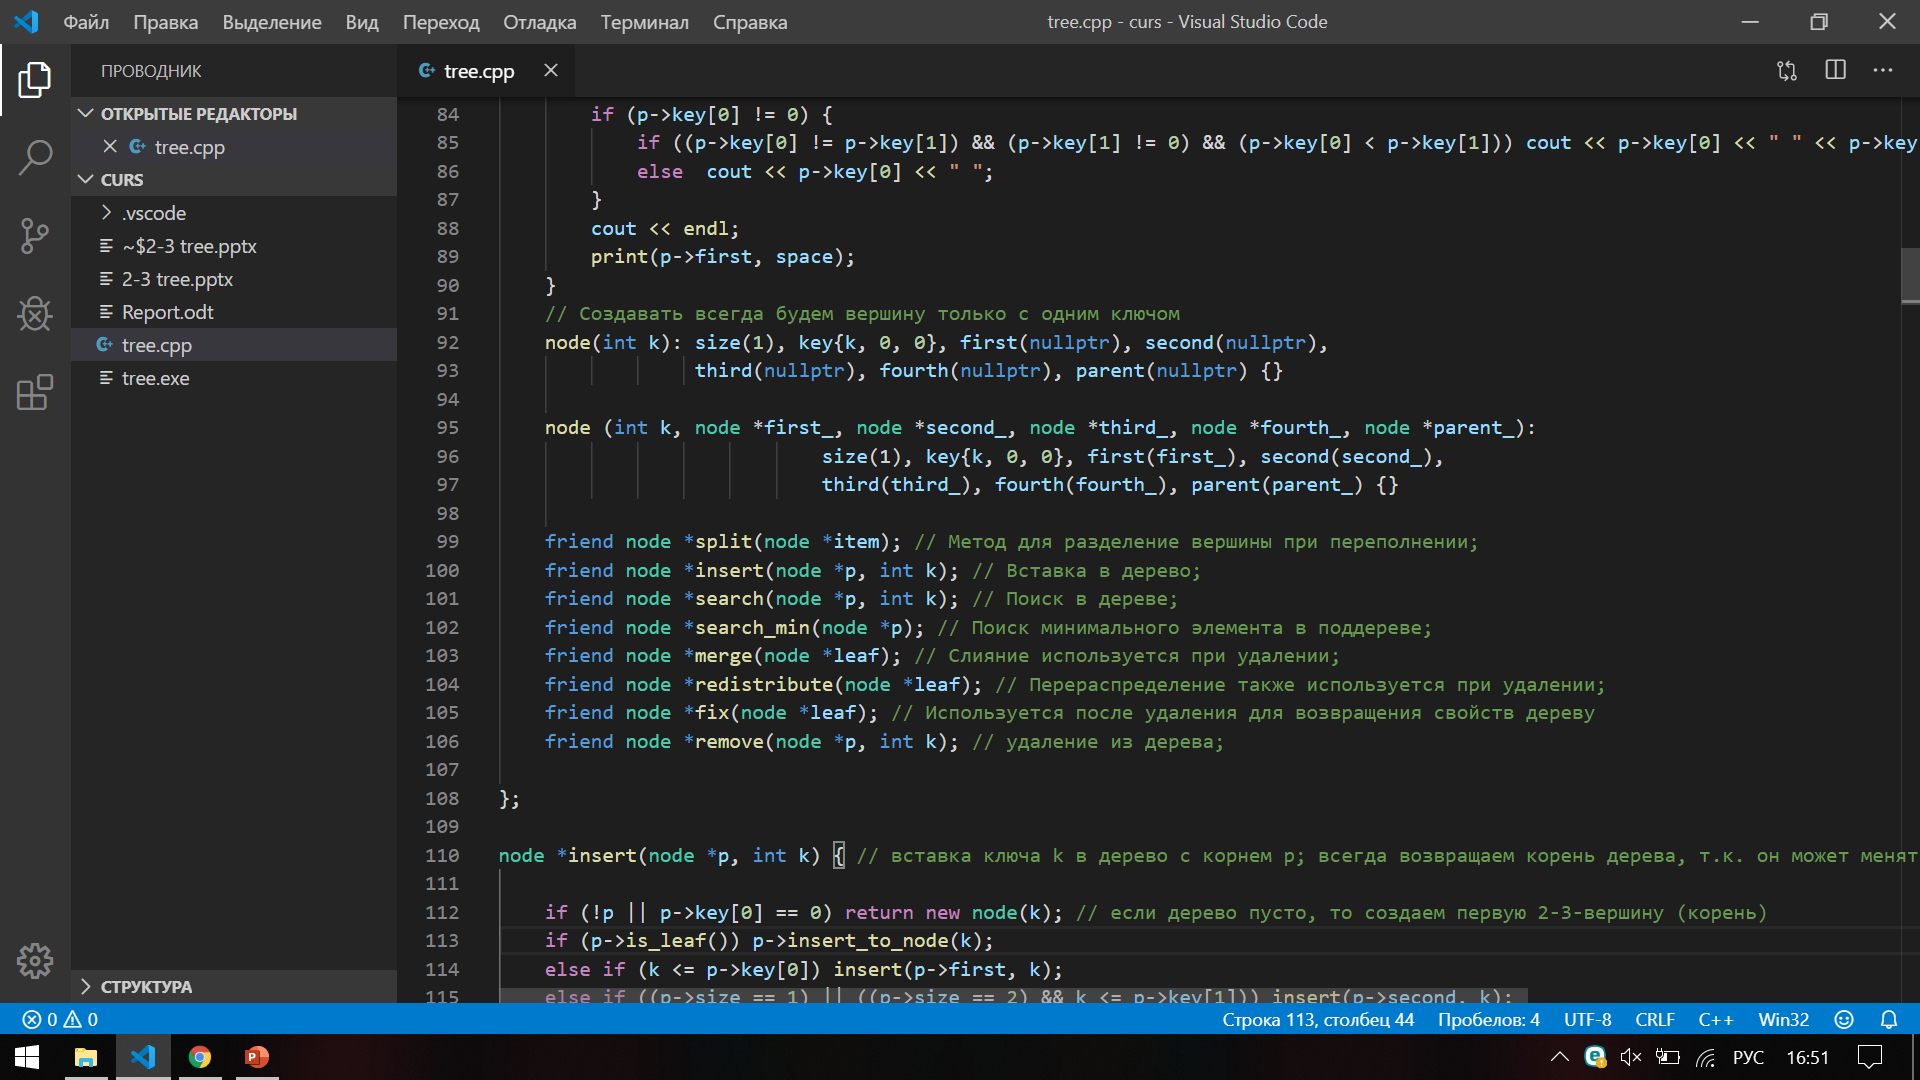 Файл Правка Выделение Вид Переход Отладка Терминал Справка tree.cpp - curs - Visual Studio Code
ПРОВОДНИК
ОТКРЫТЫЕ РЕДАКТОРЫ
tree.cpp
CURS
.vscode
~$2-3 tree.pptx
2-3 tree.pptx
Report.odt
tree.cpp
tree.exe
СТРУКТУРА
tree.cpp
84 if (p->key[0] != 0) {
85 if ((p->key[0] != p->key[1]) && (p->key[1] != 0) && (p->key[0] < p->key[1])) cout << p->key[0] << " " << p->key
86 else  cout << p->key[0] << " ";
87 }
88 cout << endl;
89 print(p->first, space);
90 }
91 // Создавать всегда будем вершину только с одним ключом
92 node(int k): size(1), key{k, 0, 0}, first(nullptr), second(nullptr),
93 third(nullptr), fourth(nullptr), parent(nullptr) {}
94
95 node (int k, node *first_, node *second_, node *third_, node *fourth_, node *parent_):
96 size(1), key{k, 0, 0}, first(first_), second(second_),
97 third(third_), fourth(fourth_), parent(parent_) {}
98
99 friend node *split(node *item); // Метод для разделение вершины при переполнении;
100 friend node *insert(node *p, int k); // Вставка в дерево;
101 friend node *search(node *p, int k); // Поиск в дереве;
102 friend node *search_min(node *p); // Поиск минимального элемента в поддереве;
103 friend node *merge(node *leaf); // Слияние используется при удалении;
104 friend node *redistribute(node *leaf); // Перераспределение также используется при удалении;
105 friend node *fix(node *leaf); // Используется после удаления для возвращения свойств дереву
106 friend node *remove(node *p, int k); // удаление из дерева;
107
108 };
109
110 node *insert(node *p, int k) { // вставка ключа k в дерево с корнем p; всегда возвращаем корень дерева, т.к. он может менят
111
112 if (!p || p->key[0] == 0) return new node(k); // если дерево пусто, то создаем первую 2-3-вершину (корень)
113 if (p->is_leaf()) p->insert_to_node(k);
114 else if (k <= p->key[0]) insert(p->first, k);
115 else if ((p->size == 1) || ((p->size == 2) && k <= p->key[1])) insert(p->second, k);
0 0 Строка 113, столбец 44 Пробелов: 4 UTF-8 CRLF C++ Win32
РУС 16:51